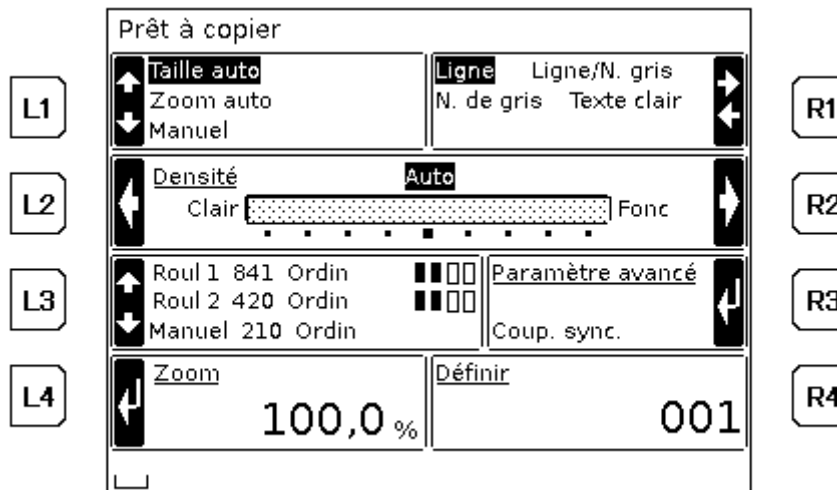 Prêt à copier
L1
Taille auto
Zoom auto
Manuel
Ligne Ligne/N. gris
N. de gris Texte clair
R1
L2
Densité Auto
Clair Fonc
R2
L3
Roul 1 841 Ordin
Roul 2 420 Ordin
Manuel 210 Ordin
Paramètre avancé
Coup. sync.
R3
L4
Zoom
100,0 %
Définir
001
R4